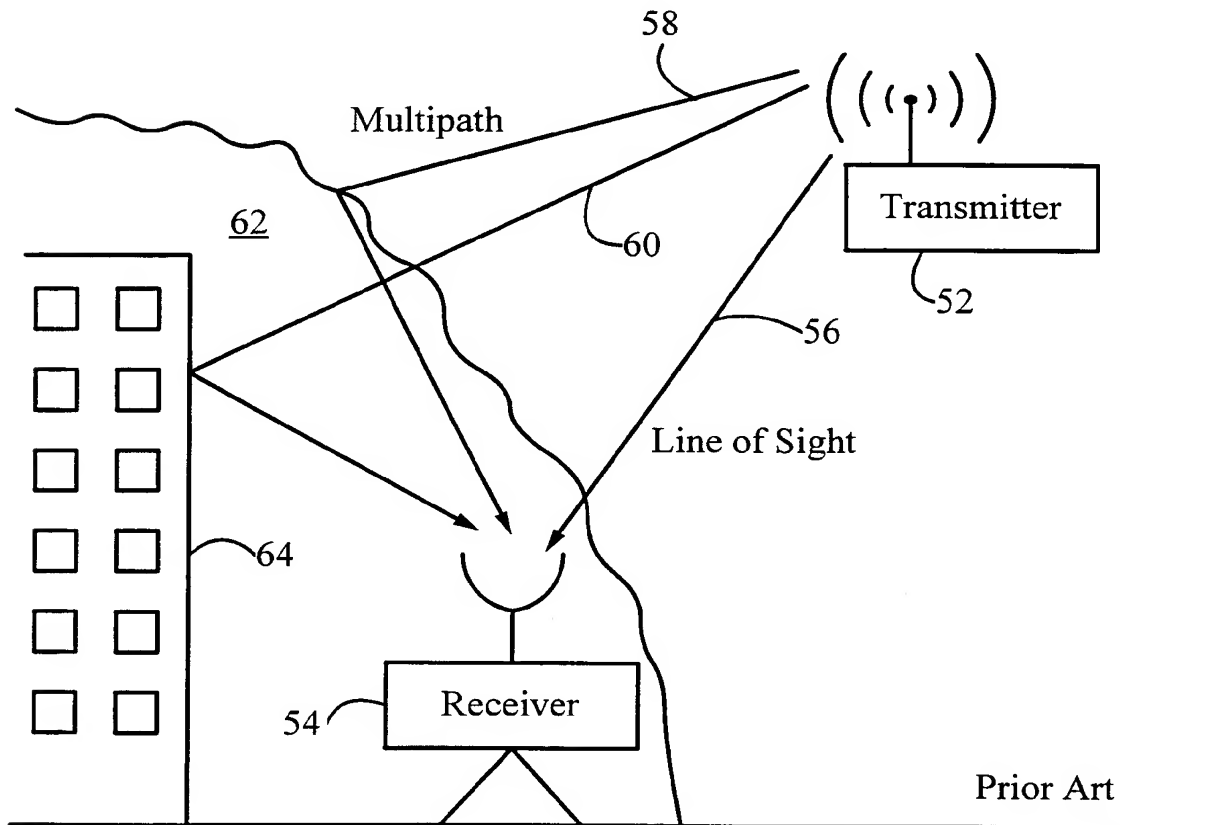 58
Multipath
62
Transmitter
60
52
56
Line of Sight
64
Receiver
54
Prior Art